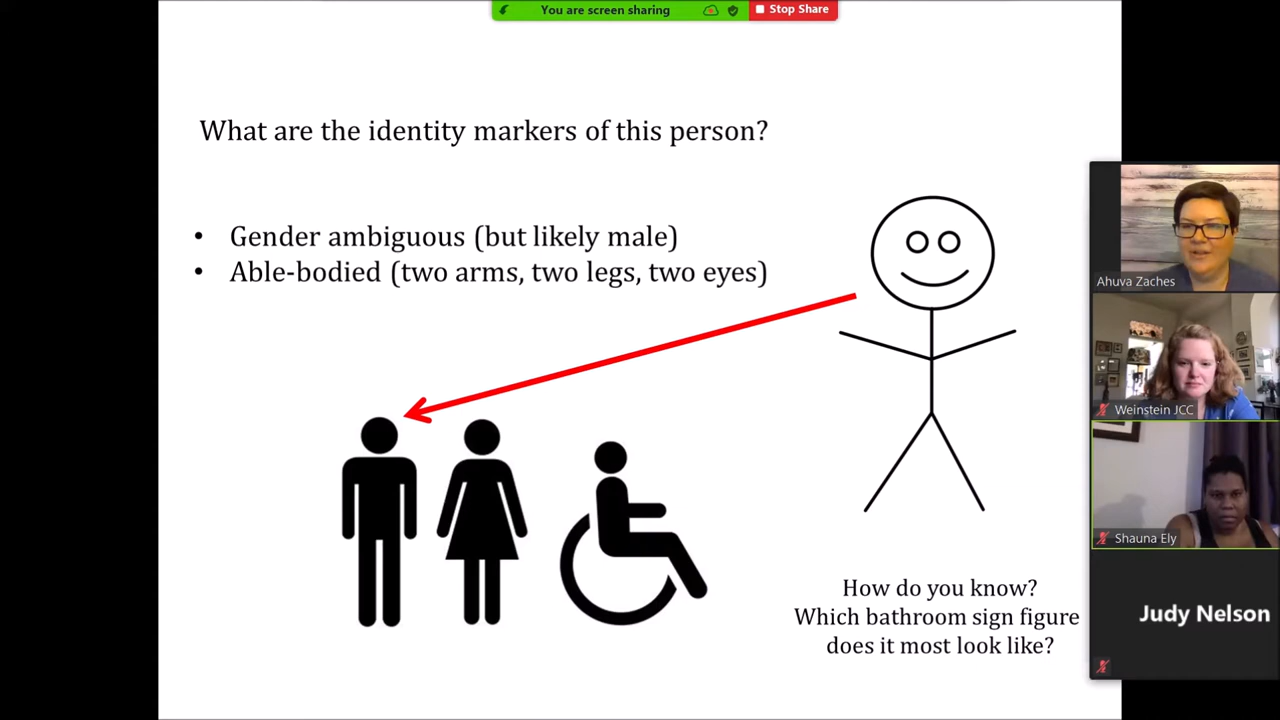 You are screen sharing
Stop Share
What are the identity markers of this person?
• Gender ambiguous (but likely male)
• Able-bodied (two arms, two legs, two eyes)
How do you know?
Which bathroom sign figure
does it most look like?
Ahuva Zaches
Weinstein JCC
Shauna Ely
Judy Nelson